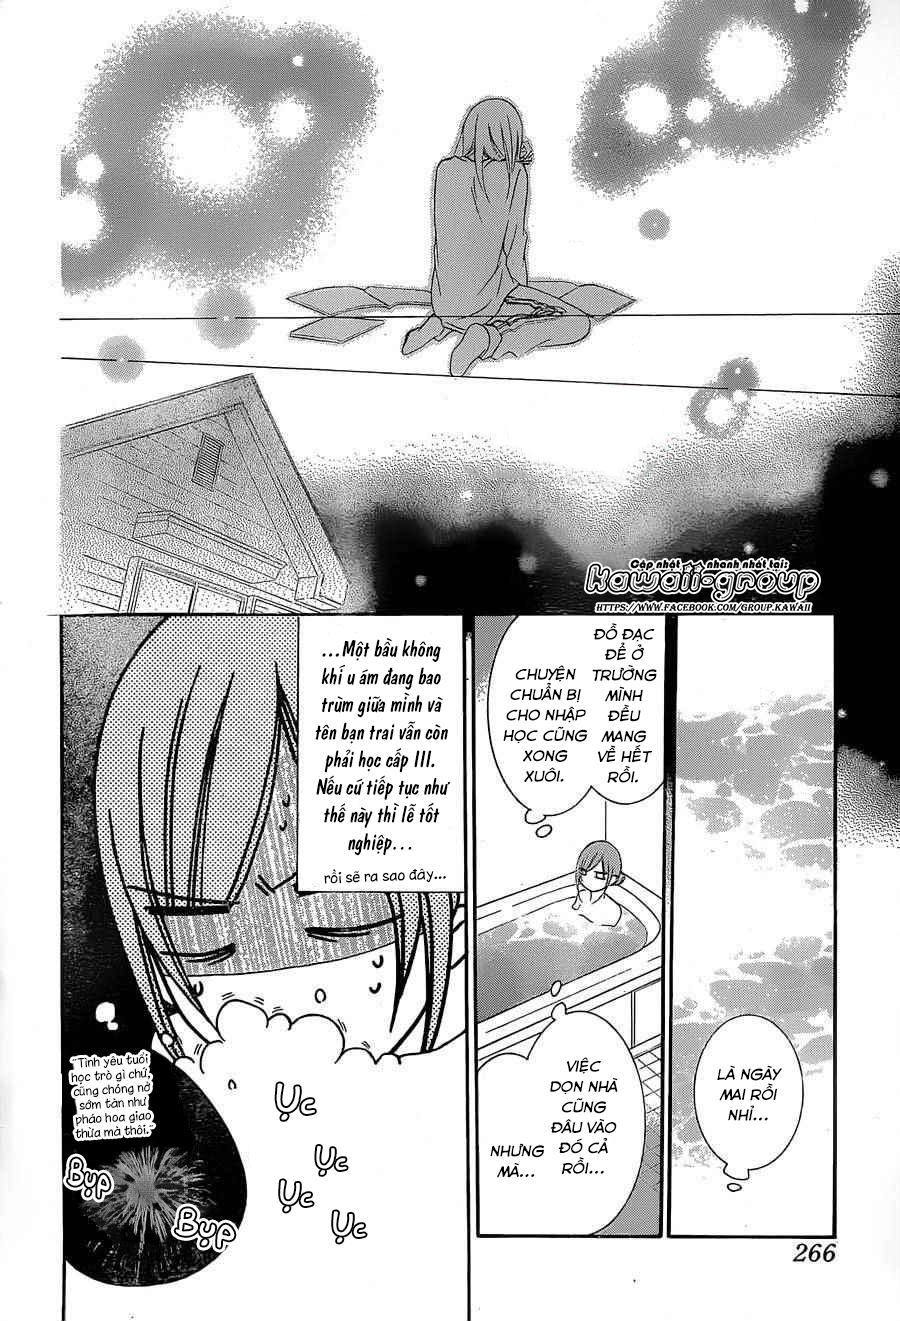 Cập nhật nhanh nhất tại:
kawaii-group
HTTPS://WWW.FACEBOOK.COM/GROUP.KAWAII
LÀ NGÀY
MAI RỒI
NHỈ...
ĐỒ ĐẠC
ĐỂ Ở
TRƯỜNG
MÌNH
ĐỀU
MANG
VỀ HẾT
RỒI.
CHUYỆN
CHUẨN BỊ
CHO NHẬP
HỌC CŨNG
XONG
XUÔI.
VIỆC
DỌN NHÀ
CŨNG
ĐÂU VÀO
ĐÓ CẢ
RỒI...
NHƯNG
MÀ...
...Một bầu không
khí u ám đang bao
trùm giữa mình và
tên bạn trai vẫn còn
phải học cấp III.
Nếu cứ tiếp tục như
thế này thì lễ tốt
nghiệp...
rồi sẽ ra sao đây...
ục
ục
ục
ục
"Tình yêu tuổi
học trò gì chứ,
cũng chóng nở
sớm tàn như
pháo hoa giao
thừa mà thôi."
Bụp
Bụp
266